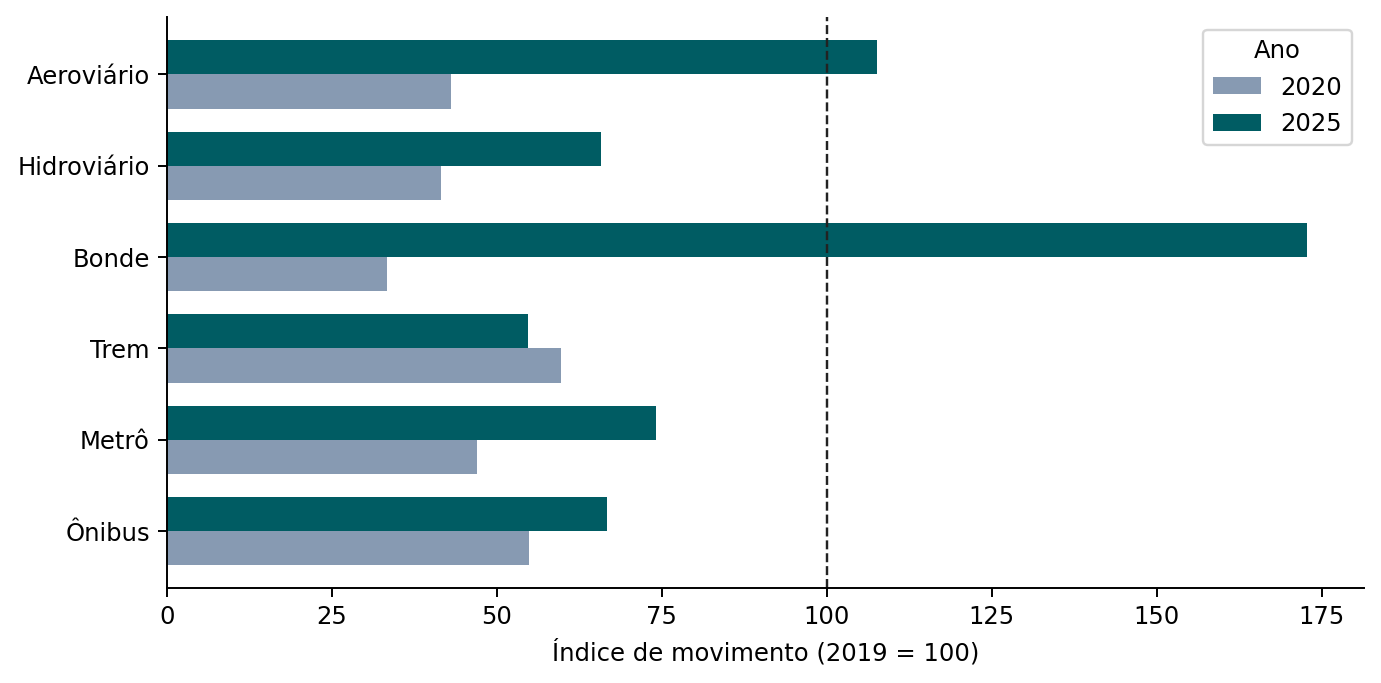 Aeroviário
Hidroviário
Bonde
Trem
Metrô
Ônibus
Ano
2020
2025
0 25 50 75 100 125 150 175
Índice de movimento (2019 = 100)